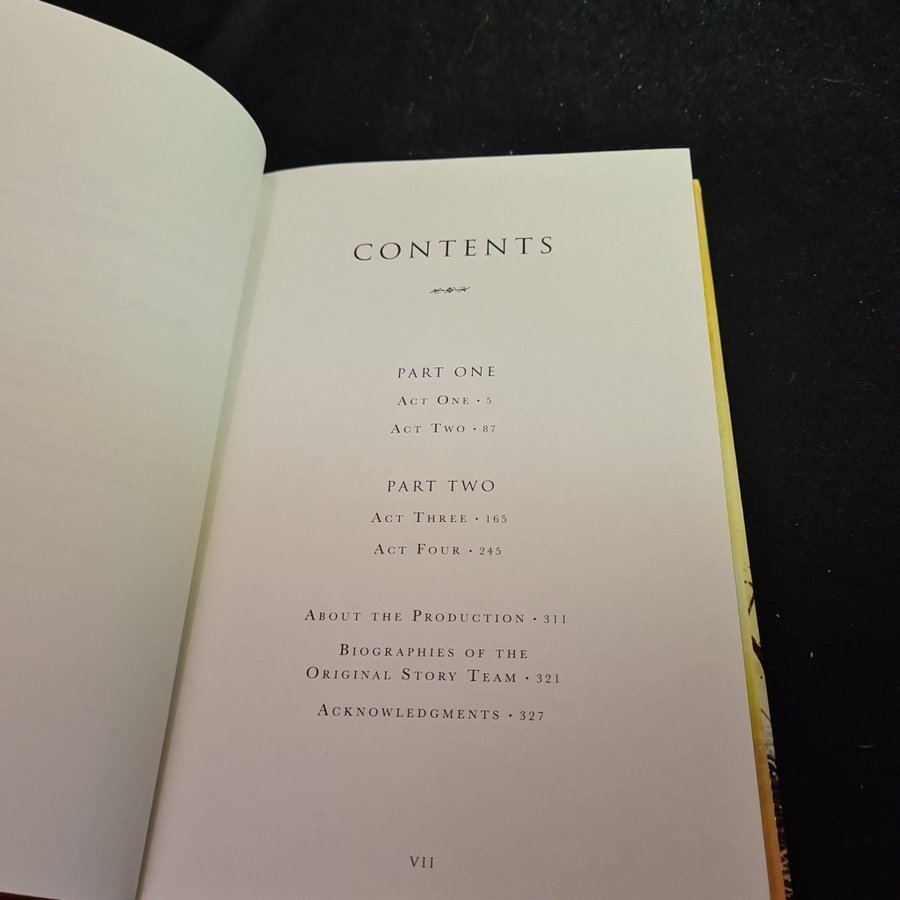 CONTENTS
PART ONE
ACT ONE • 5
ACT TWO • 87
PART TWO
ACT THREE • 165
ACT FOUR • 245
ABOUT THE PRODUCTION • 311
BIOGRAPHIES OF THE
ORIGINAL STORY TEAM • 321
ACKNOWLEDGMENTS • 327
VII